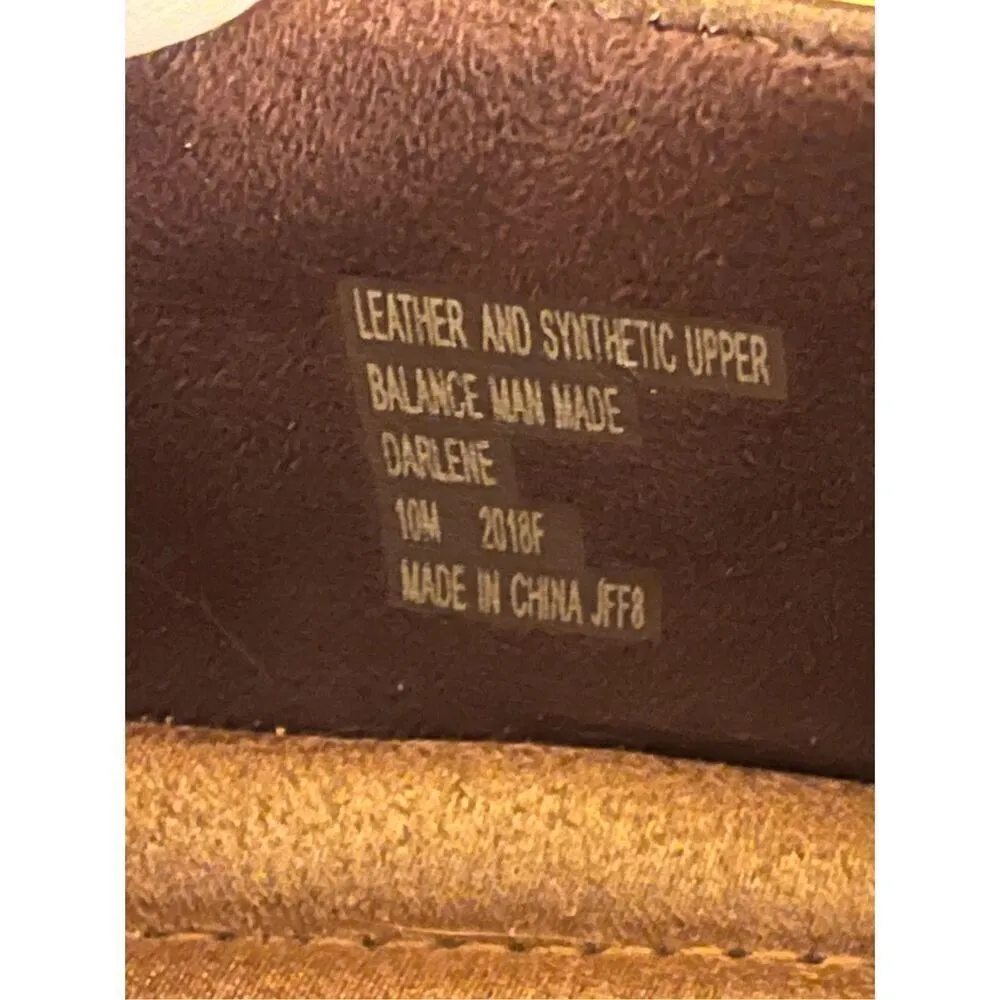 LEATHER AND SYNTHETIC UPPER
BALANCE MAN MADE
DARLENE
10M 2018F
MADE IN CHINA JFF8